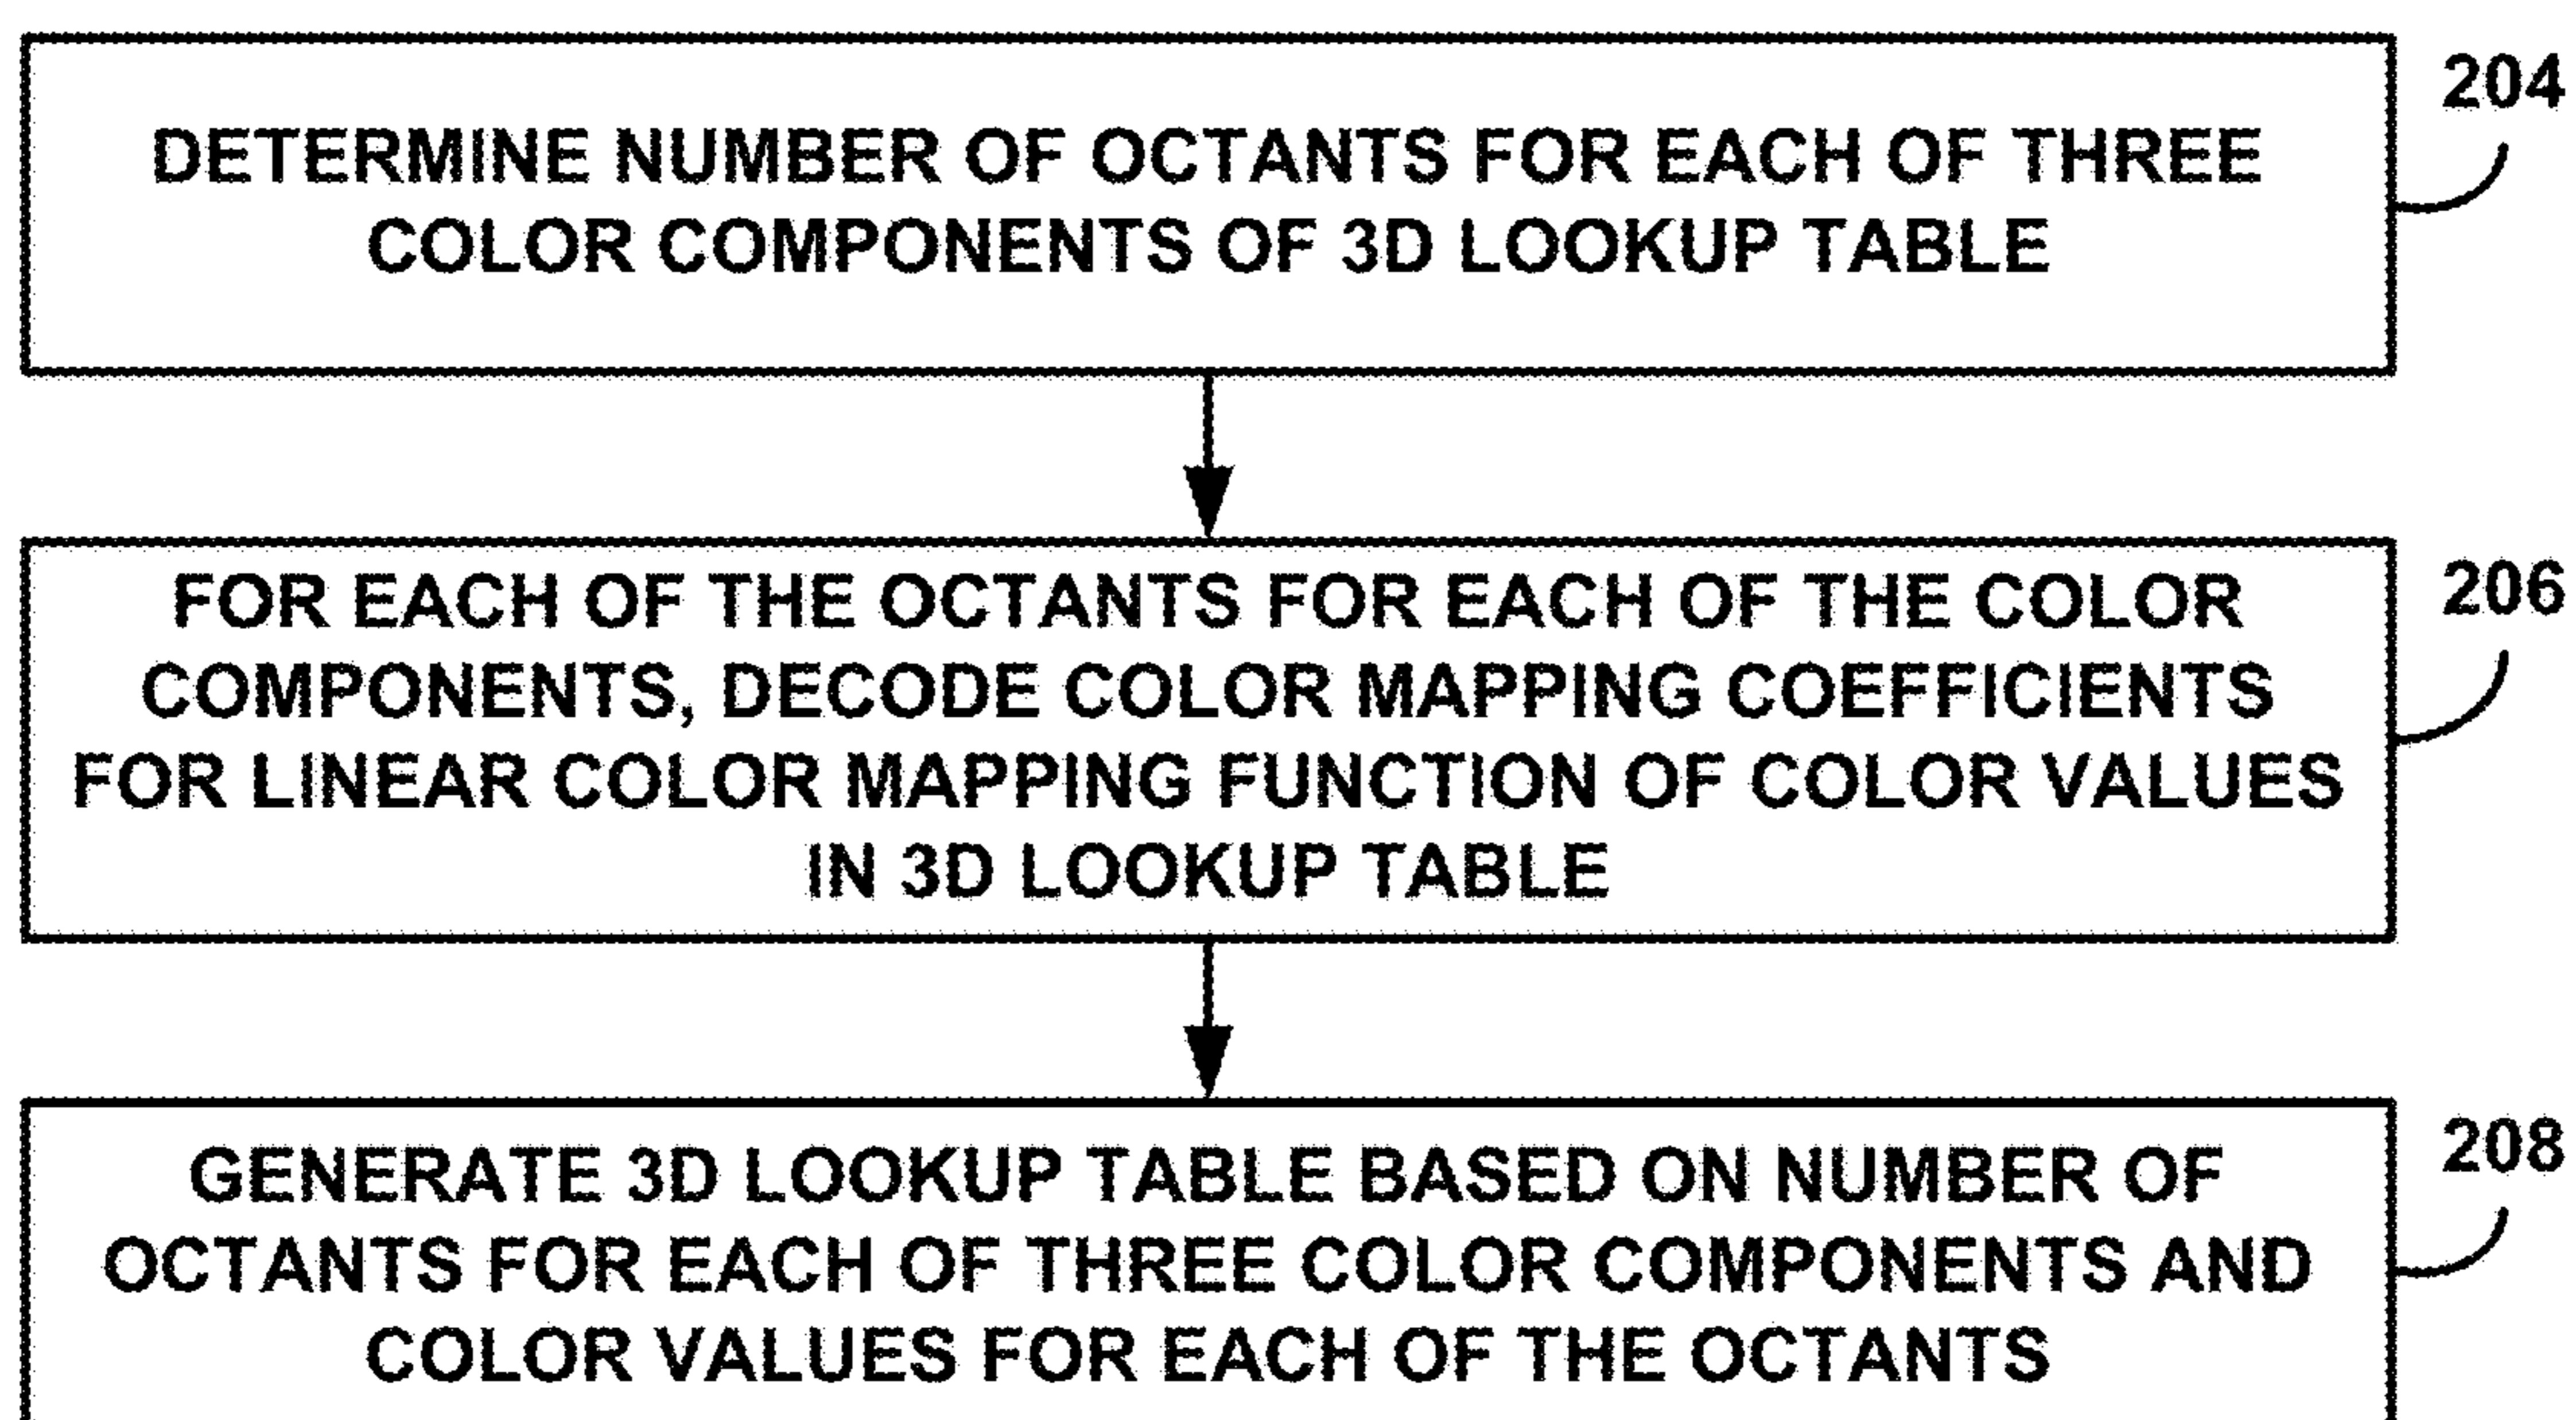 204
DETERMINE NUMBER OF OCTANTS FOR EACH OF THREE
COLOR COMPONENTS OF 3D LOOKUP TABLE
206
FOR EACH OF THE OCTANTS FOR EACH OF THE COLOR
COMPONENTS, DECODE COLOR MAPPING COEFFICIENTS
FOR LINEAR COLOR MAPPING FUNCTION OF COLOR VALUES
IN 3D LOOKUP TABLE
208
GENERATE 3D LOOKUP TABLE BASED ON NUMBER OF
OCTANTS FOR EACH OF THREE COLOR COMPONENTS AND
COLOR VALUES FOR EACH OF THE OCTANTS